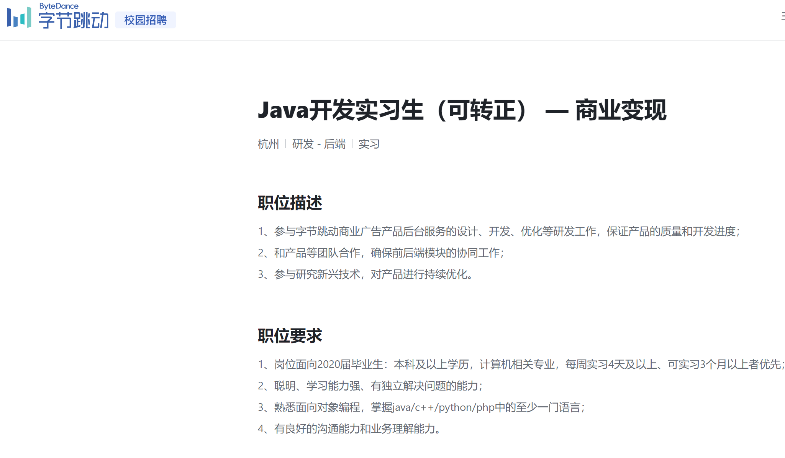 ByteDance
字节跳动 校园招聘
Java开发实习生（可转正） — 商业变现
杭州 | 研发 - 后端 | 实习
职位描述
1、参与字节跳动商业广告产品后台服务的设计、开发、优化等研发工作，保证产品的质量和开发进度；
2、和产品等团队合作，确保前后端模块的协同工作；
3、参与研究新兴技术，对产品进行持续优化。
职位要求
1、岗位面向2020届毕业生：本科及以上学历，计算机相关专业，每周实习4天及以上、可实习3个月以上者优先；
2、聪明、学习能力强、有独立解决问题的能力；
3、熟悉面向对象编程，掌握java/c++/python/php中的至少一门语言；
4、有良好的沟通能力和业务理解能力。